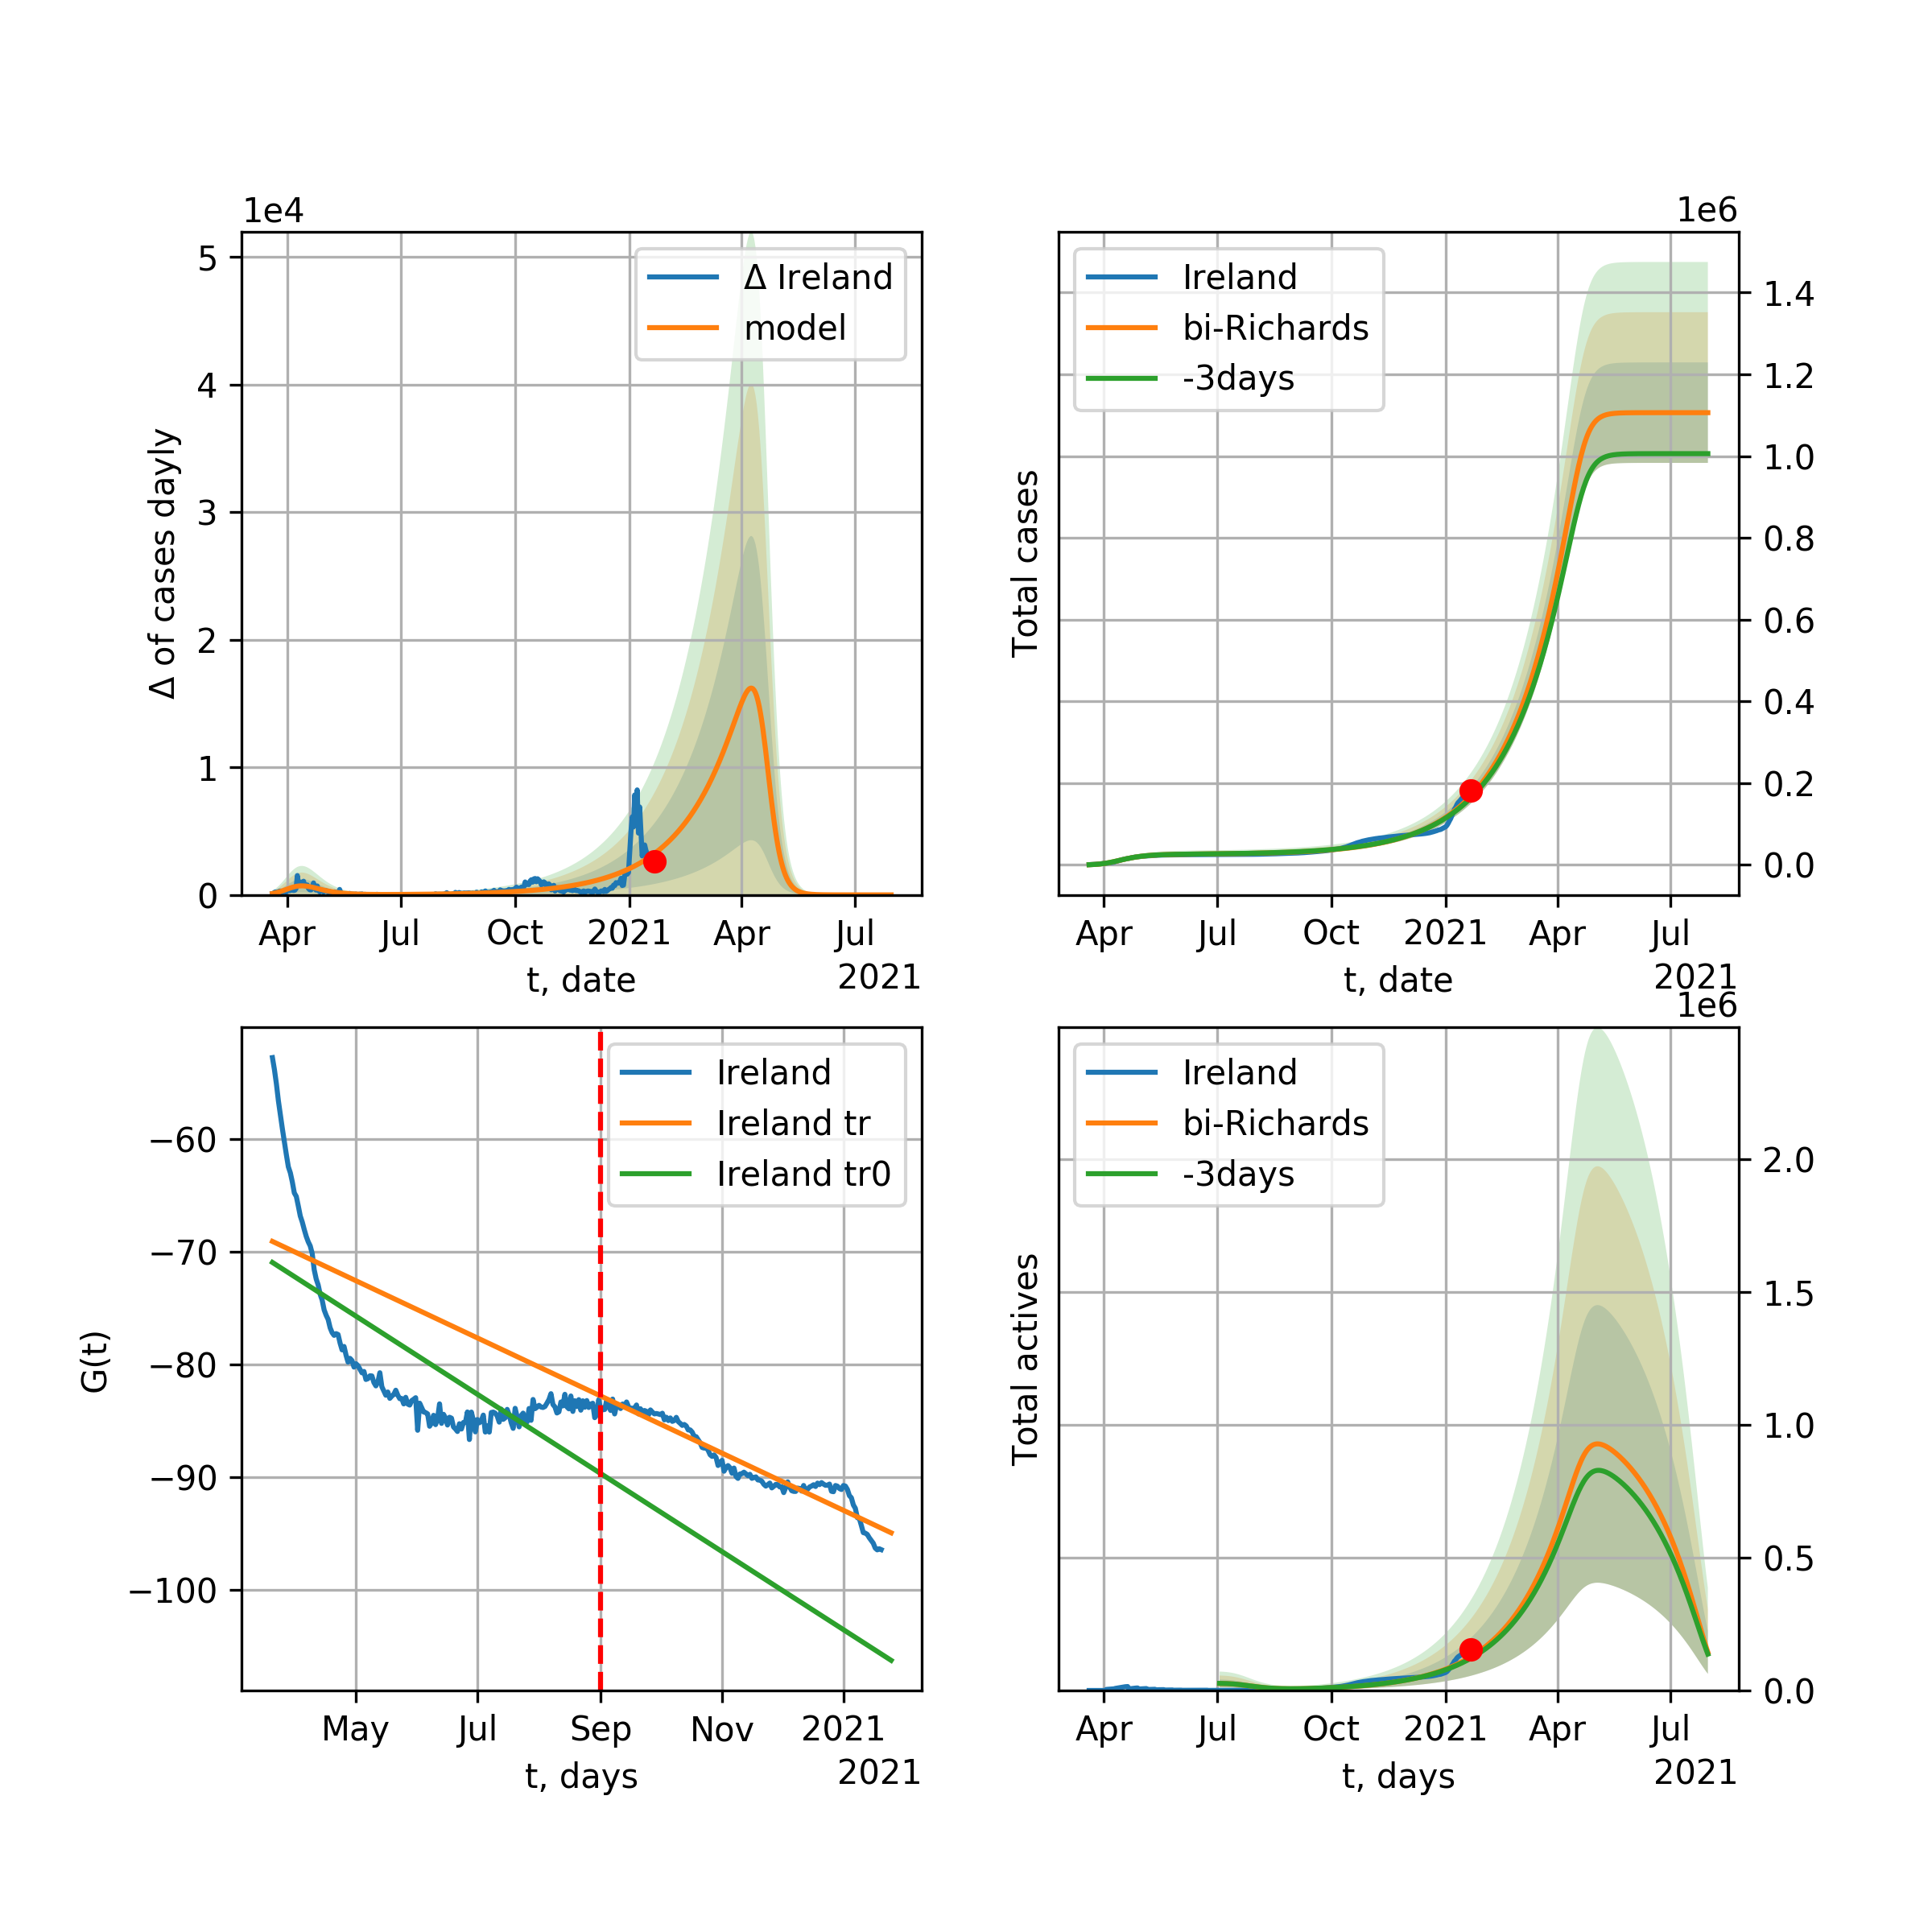 1e4
5
4
3
2
1
0
Δ of cases dayly
Δ Ireland
model
Apr Jul Oct 2021 Apr Jul
t, date
2021
1e6
Ireland
bi-Richards
-3days
Total cases
1.4
1.2
1.0
0.8
0.6
0.4
0.2
0.0
Apr Jul Oct 2021 Apr Jul
t, date
2021
−60
−70
−80
−90
−100
G(t)
Ireland
Ireland tr
Ireland tr0
May Jul Sep Nov 2021
t, days
2021
1e6
Ireland
bi-Richards
-3days
Total actives
2.0
1.5
1.0
0.5
0.0
Apr Jul Oct 2021 Apr Jul
t, days
2021